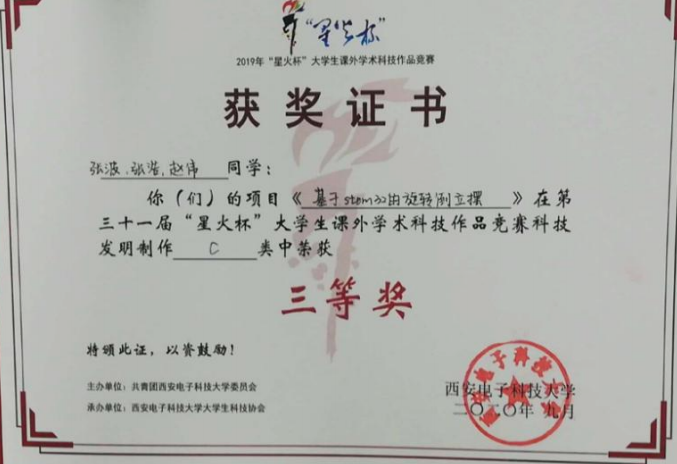 “星火杯”
2019年“星火杯”大学生课外学术科技作品竞赛
获奖证书
张波、张浩、赵伟 同学：
你（们）的项目《基于stm32的旋转倒立摆》在第
三十一届“星火杯”大学生课外学术科技作品竞赛科技
发明制作 C 类中荣获
三等奖
特颁此证，以资鼓励！
主办单位：共青团西安电子科技大学委员会
承办单位：西安电子科技大学大学生科技协会
西安电子科技大学
二〇二〇年 九月